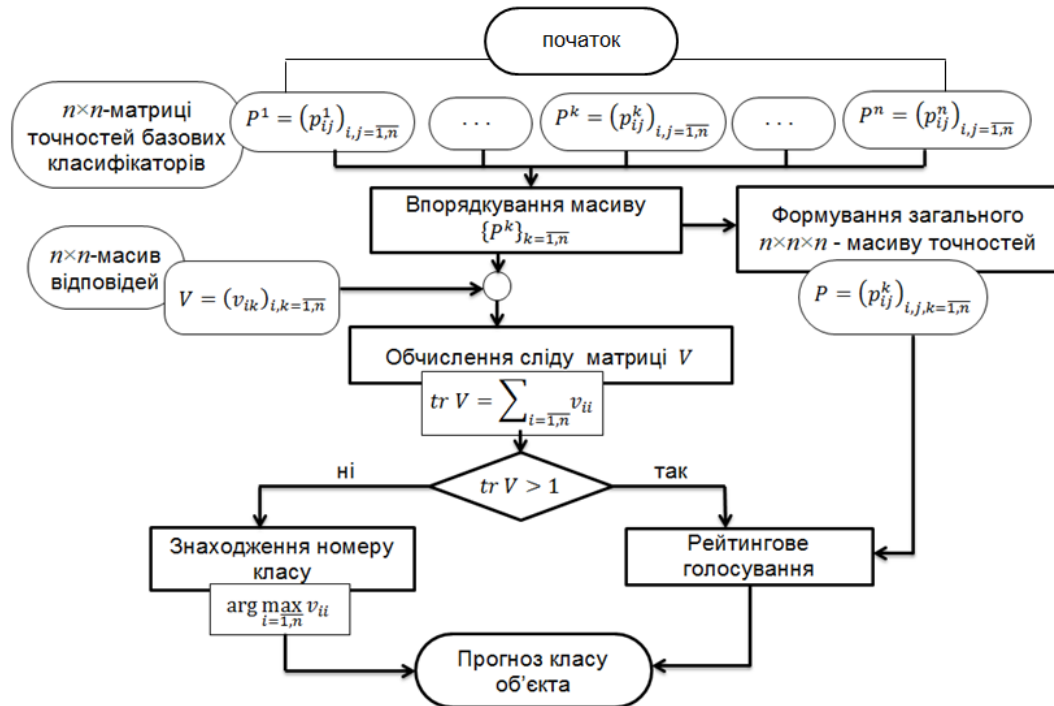 початок
n×n-матриці
точностей базових
класифікаторів
P¹ = (p¹ᵢⱼ)ᵢ,ⱼ₌1,n̅
. . .
Pᵏ = (pᵏᵢⱼ)ᵢ,ⱼ₌1,n̅
. . .
Pⁿ = (pⁿᵢⱼ)ᵢ,ⱼ₌1,n̅
Впорядкування масиву
{Pᵏ}ₖ₌1,n̅
Формування загального
n×n×n - масиву точностей
P = (pᵏᵢⱼ)ᵢ,ⱼ,ₖ₌1,n̅
n×n-масив
відповідей
V = (vᵢₖ)ᵢ,ₖ₌1,n̅
Обчислення сліду матриці V
tr V = ∑ᵢ₌1,n̅ vᵢᵢ
ні
tr V > 1
так
Знаходження номеру
класу
arg max vᵢᵢ
i=1,n̅
Рейтингове
голосування
Прогноз класу
об’єкта